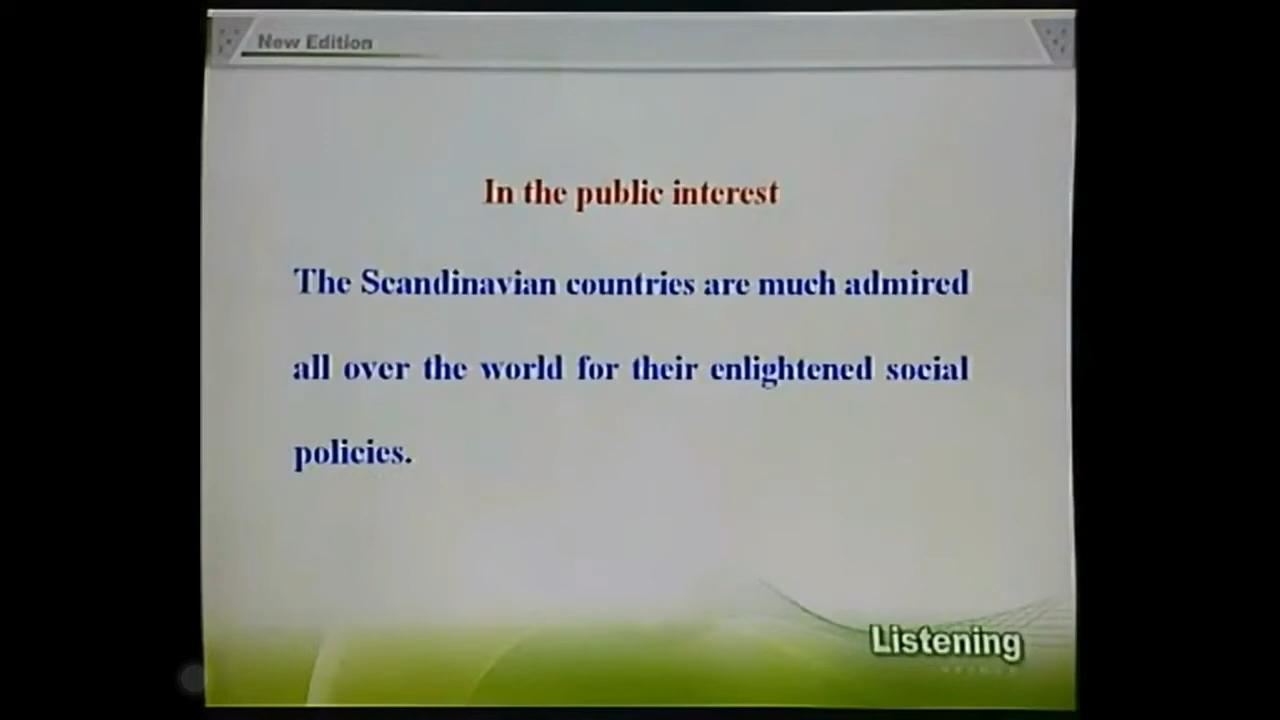 New Edition
In the public interest
The Scandinavian countries are much admired
all over the world for their enlightened social
policies.
Listening